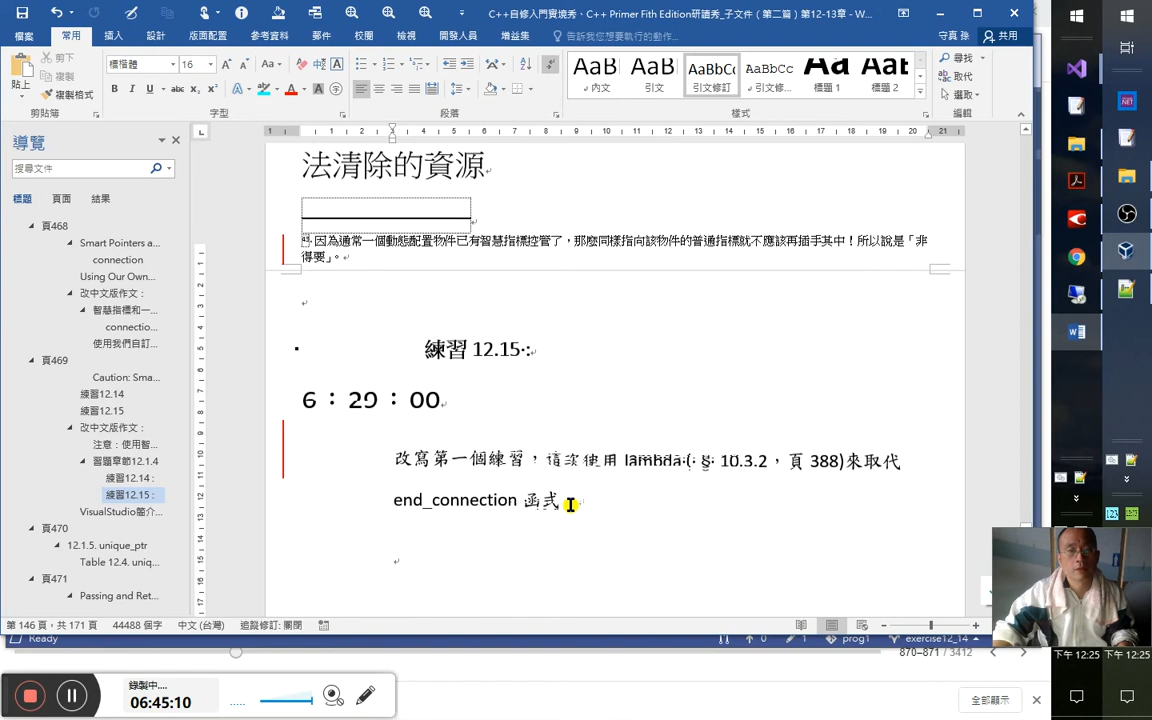 C++自修入門實境秀、C++ Primer Fith Edition研讀秀_子文件（第二篇）第12-13章 - W...
檔案 常用 插入 設計 版面配置 參考資料 郵件 校閱 檢視 開發人員 增益集 告訴我您想要執行的動作... 守真 孫 共用
貼上 剪下 複製 複製格式 剪貼簿
楷書體 16 字型
段落
AaB AaB AaBbCc AaBbCc Aa Aat
內文 引文 引文修訂 引文修... 標題 1 標題 2 樣式
尋找 取代 選取 編輯
導覽
搜尋文件
標題 頁面 結果
頁468
Smart Pointers a...
connection
Using Our Own...
改中文版作文：
智慧指標和一...
connectio...
使用我們自訂...
頁469
Caution: Sma...
練習12.14
練習12.15
改中文版作文：
注意：使用智...
習題章節12.1.4
練習12.14：
練習12.15：
VisualStudio簡介...
頁470
12.1.5. unique_ptr
Table 12.4. uniq...
頁471
Passing and Ret...
法清除的資源
因為通常一個動態配置物件已有智慧指標控管了，那麼同樣指向該物件的普通指標就不應該再插手其中！所以說是「非
得要」。
練習 12.15 :
6：29：00
改寫第一個練習，這次使用 lambda( § 10.3.2，頁 388)來取代
end_connection 函式
第 146 頁，共 171 頁 44488 個字 中文 (台灣) 追蹤修訂: 關閉
Ready 0 1 prog1 exercise12_14
870–871 / 3412
錄製中....
06:45:10
全部顯示
下午 12:25 下午 12:25